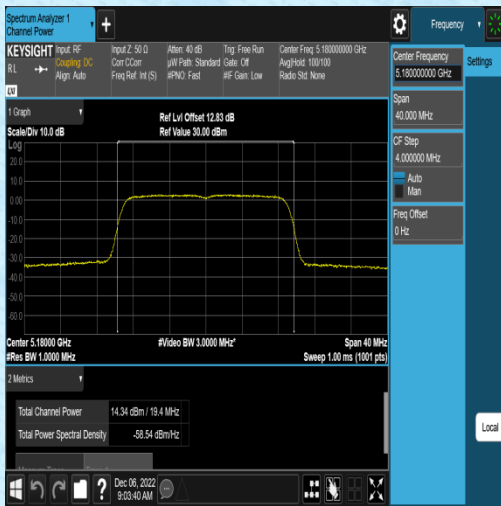 Spectrum Analyzer 1
Channel Power
Frequency
KEYSIGHT
RL
LXI
Input: RF
Coupling: DC
Align: Auto
Input Z: 50 Ω
Corr CCorr
Freq Ref: Int (S)
Atten: 40 dB
µW Path: Standard
#PNO: Fast
Trig: Free Run
Gate: Off
#IF Gain: Low
Center Freq: 5.180000000 GHz
Avg|Hold: 100/100
Radio Std: None
Center Frequency
5.180000000 GHz
Settings
Span
40.000 MHz
CF Step
4.000000 MHz
Auto
Man
Freq Offset
0 Hz
1 Graph
Scale/Div 10.0 dB
Ref Lvl Offset 12.83 dB
Ref Value 30.00 dBm
Log
20.0
10.0
0.00
-10.0
-20.0
-30.0
-40.0
-50.0
-60.0
Center 5.18000 GHz
#Res BW 1.0000 MHz
#Video BW 3.0000 MHz*
Span 40 MHz
Sweep 1.00 ms (1001 pts)
2 Metrics
Total Channel Power
14.34 dBm / 19.4 MHz
Total Power Spectral Density
-58.54 dBm/Hz
Local
?
Dec 06, 2022
9:03:40 AM